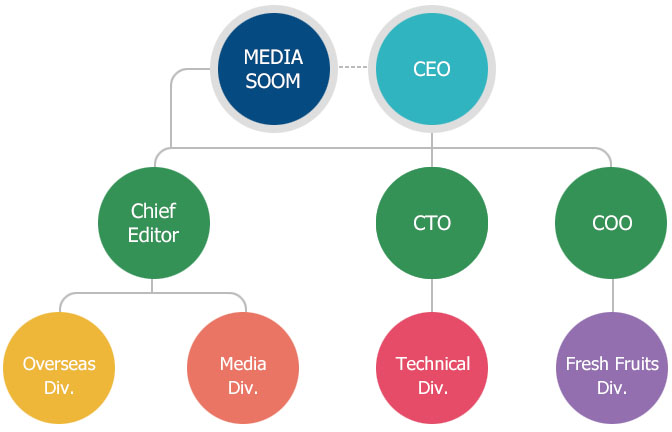 MEDIA
SOOM
CEO
Chief
Editor
CTO
COO
Overseas
Div.
Media
Div.
Technical
Div.
Fresh Fruits
Div.